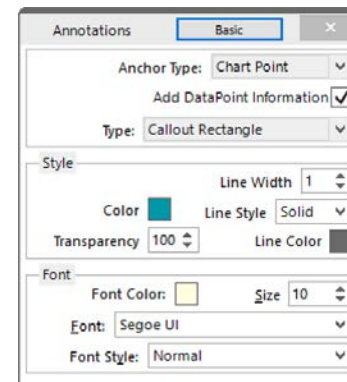 Annotations Basic
Anchor Type: Chart Point
Add DataPoint Information
Type: Callout Rectangle
Style
Line Width 1
Color Line Style Solid
Transparency 100 Line Color
Font
Font Color: Size 10
Font: Segoe UI
Font Style: Normal